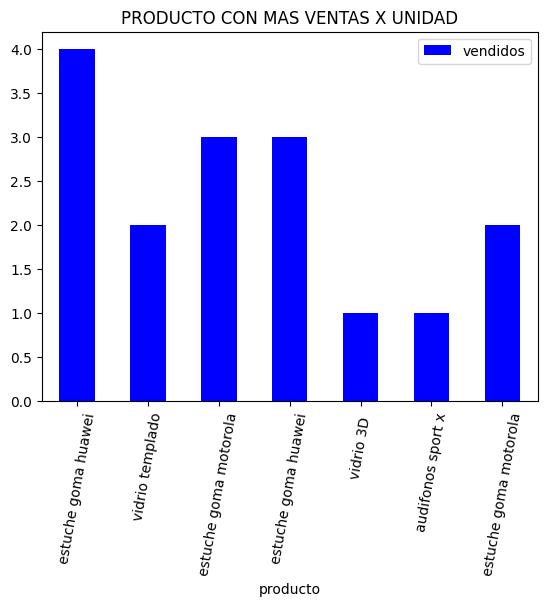 PRODUCTO CON MAS VENTAS X UNIDAD
vendidos
4.0
3.5
3.0
2.5
2.0
1.5
1.0
0.5
0.0
estuche goma huawei
vidrio templado
estuche goma motorola
estuche goma huawei
vidrio 3D
audifonos sport x
estuche goma motorola
producto